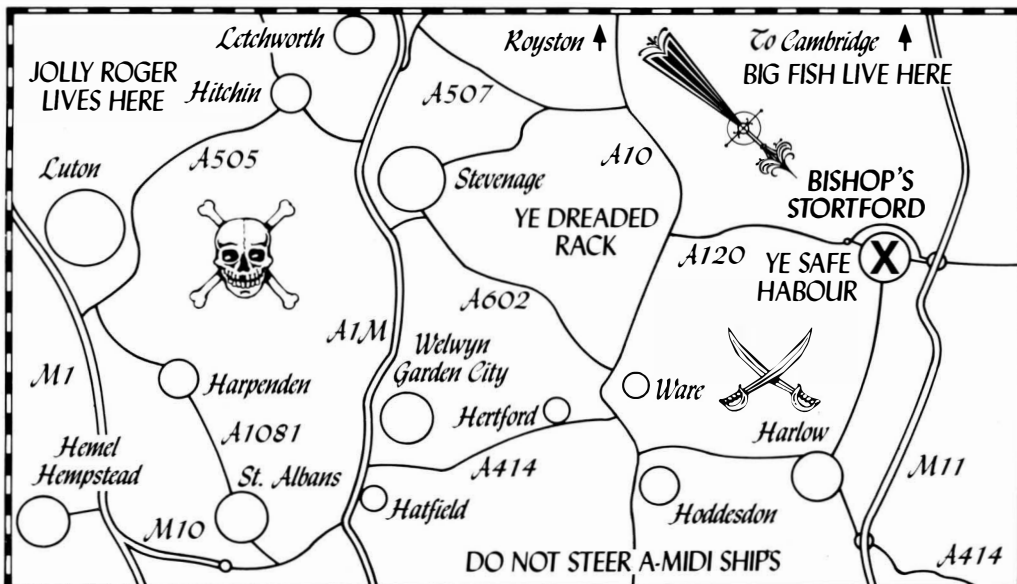 Letchworth
Royston
To Cambridge
JOLLY ROGER
LIVES HERE
BIG FISH LIVE HERE
Hitchin
A507
A505
A10
Luton
Stevenage
BISHOP'S
STORTFORD
YE DREADED
RACK
X
A120
YE SAFE
HABOUR
A602
A1M
Welwyn
Garden City
M1
Harpenden
Ware
Hertford
A1081
Harlow
Hemel
Hempstead
A414
M11
St. Albans
Hatfield
Hoddesdon
M10
DO NOT STEER A-MIDI SHIP'S
A414